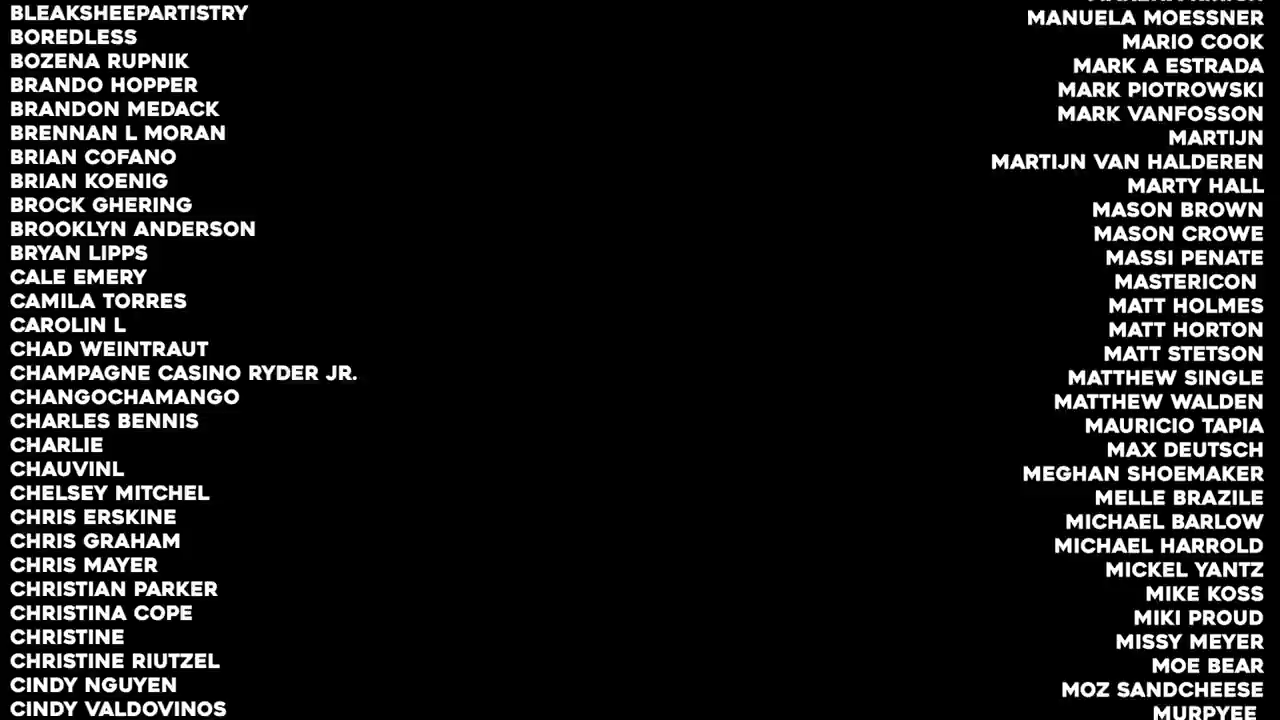 BLEAKSHEEPARTISTRY
BOREDLESS
BOZENA RUPNIK
BRANDO HOPPER
BRANDON MEDACK
BRENNAN L MORAN
BRIAN COFANO
BRIAN KOENIG
BROCK GHERING
BROOKLYN ANDERSON
BRYAN LIPPS
CALE EMERY
CAMILA TORRES
CAROLIN L
CHAD WEINTRAUT
CHAMPAGNE CASINO RYDER JR.
CHANGOCHAMANGO
CHARLES BENNIS
CHARLIE
CHAUVINL
CHELSEY MITCHEL
CHRIS ERSKINE
CHRIS GRAHAM
CHRIS MAYER
CHRISTIAN PARKER
CHRISTINA COPE
CHRISTINE
CHRISTINE RIUTZEL
CINDY NGUYEN
CINDY VALDOVINOS
MANUELA MOESSNER
MARIO COOK
MARK A ESTRADA
MARK PIOTROWSKI
MARK VANFOSSON
MARTIJN
MARTIJN VAN HALDEREN
MARTY HALL
MASON BROWN
MASON CROWE
MASSI PENATE
MASTERICON
MATT HOLMES
MATT HORTON
MATT STETSON
MATTHEW SINGLE
MATTHEW WALDEN
MAURICIO TAPIA
MAX DEUTSCH
MEGHAN SHOEMAKER
MELLE BRAZILE
MICHAEL BARLOW
MICHAEL HARROLD
MICKEL YANTZ
MIKE KOSS
MIKI PROUD
MISSY MEYER
MOE BEAR
MOZ SANDCHEESE
MURPYEE